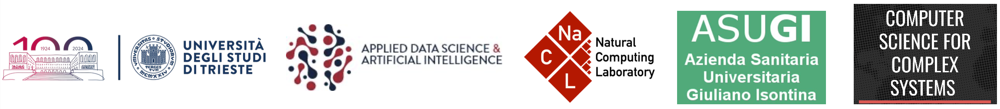 100
1924
2024
UNIVERSITAS STUDIORUM
TERGES
TVM
MCMXXIV
UNIVERSITÀ
DEGLI STUDI
DI TRIESTE
APPLIED DATA SCIENCE &
ARTIFICIAL INTELLIGENCE
Na
C
L
Natural
Computing
Laboratory
ASUGI
Azienda Sanitaria
Universitaria
Giuliano Isontina
COMPUTER
SCIENCE FOR
COMPLEX
SYSTEMS